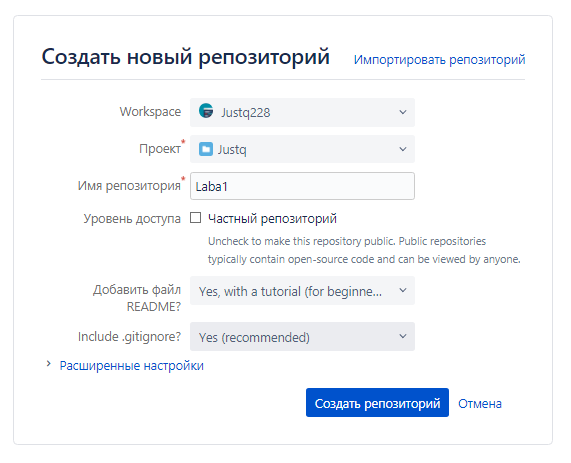 Создать новый репозиторий
Импортировать репозиторий
Workspace
Justq228
Проект*
Justq
Имя репозитория*
Laba1
Уровень доступа
Частный репозиторий
Uncheck to make this repository public. Public repositories
typically contain open-source code and can be viewed by anyone.
Добавить файл
README?
Yes, with a tutorial (for beginne...
Include .gitignore?
Yes (recommended)
Расширенные настройки
Создать репозиторий
Отмена